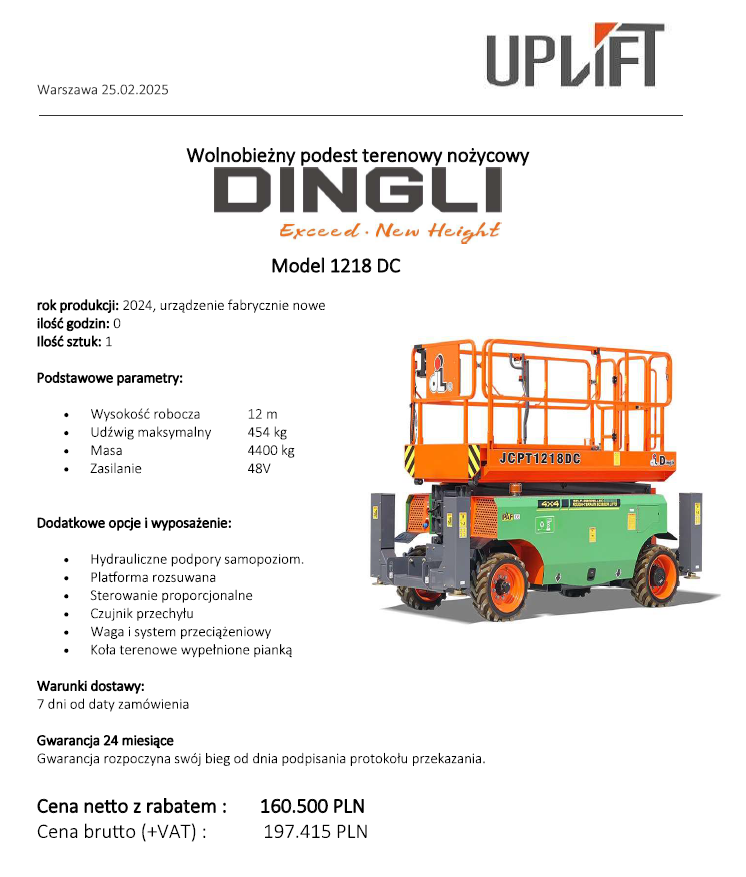 UPLIFT
Warszawa 25.02.2025
Wolnobieżny podest terenowy nożycowy
DINGLI
Exceed · New Height
Model 1218 DC
rok produkcji: 2024, urządzenie fabrycznie nowe
ilość godzin: 0
Ilość sztuk: 1
Podstawowe parametry:
• Wysokość robocza 12 m
• Udźwig maksymalny 454 kg
• Masa 4400 kg
• Zasilanie 48V
JCPT1218DC
Dingli
4x4
Dodatkowe opcje i wyposażenie:
• Hydrauliczne podpory samopoziom.
• Platforma rozsuwana
• Sterowanie proporcjonalne
• Czujnik przechyłu
• Waga i system przeciążeniowy
• Koła terenowe wypełnione pianką
Warunki dostawy:
7 dni od daty zamówienia
Gwarancja 24 miesiące
Gwarancja rozpoczyna swój bieg od dnia podpisania protokołu przekazania.
Cena netto z rabatem : 160.500 PLN
Cena brutto (+VAT) : 197.415 PLN